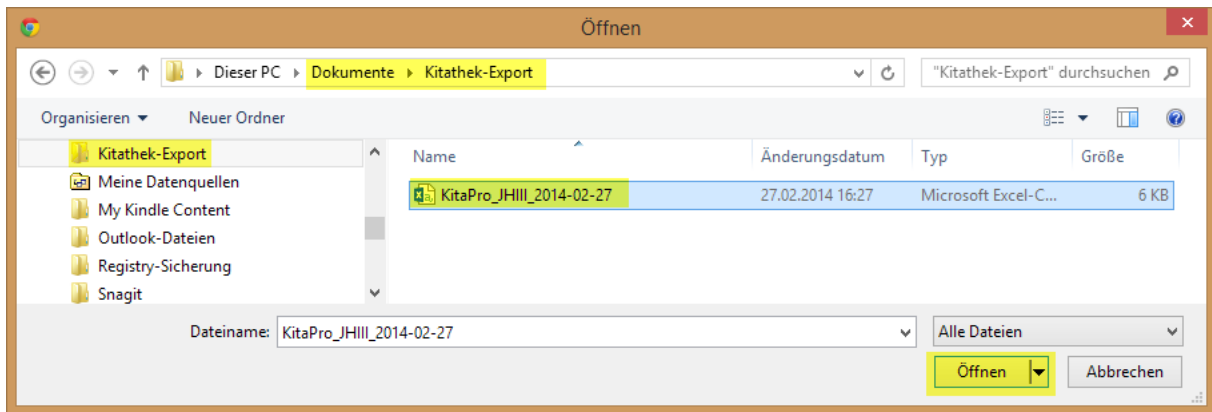 Öffnen
Dieser PC ▸ Dokumente ▸ Kitathek-Export "Kitathek-Export" durchsuchen
Organisieren Neuer Ordner
Kitathek-Export Name Änderungsdatum Typ Größe
Meine Datenquellen KitaPro_JHIII_2014-02-27 27.02.2014 16:27 Microsoft Excel-C... 6 KB
My Kindle Content
Outlook-Dateien
Registry-Sicherung
Snagit
Dateiname: KitaPro_JHIII_2014-02-27 Alle Dateien
Öffnen Abbrechen